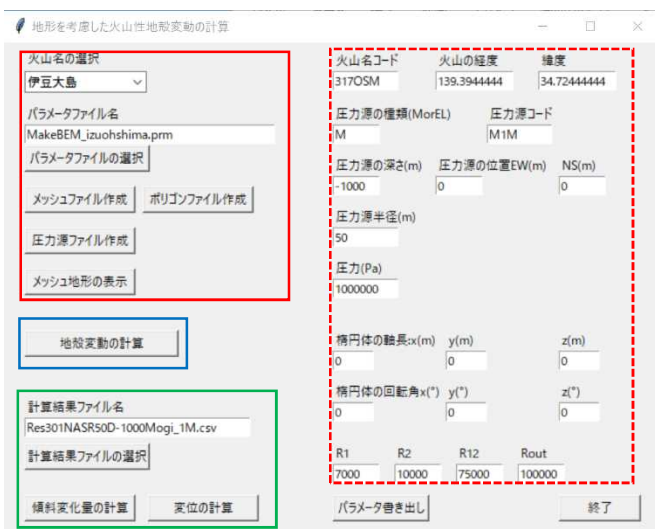 地形を考慮した火山性地殻変動の計算
火山名の選択
伊豆大島
パラメータファイル名
MakeBEM_izuohshima.prm
パラメータファイルの選択
メッシュファイル作成 ポリゴンファイル作成
圧力源ファイル作成
メッシュ地形の表示
地殻変動の計算
計算結果ファイル名
Res301NASR50D-1000Mogi_1M.csv
計算結果ファイルの選択
傾斜変化量の計算 変位の計算
火山名コード 火山の経度 緯度
317OSM 139.3944444 34.72444444
圧力源の種類(MorEL) 圧力源コード
M M1M
圧力源の深さ(m) 圧力源の位置EW(m) NS(m)
-1000 0 0
圧力源半径(m)
50
圧力(Pa)
1000000
楕円体の軸長:x(m) y(m) z(m)
0 0 0
楕円体の回転角x(°) y(°) z(°)
0 0 0
R1 R2 R12 Rout
7000 10000 75000 100000
パラメータ書き出し 終了